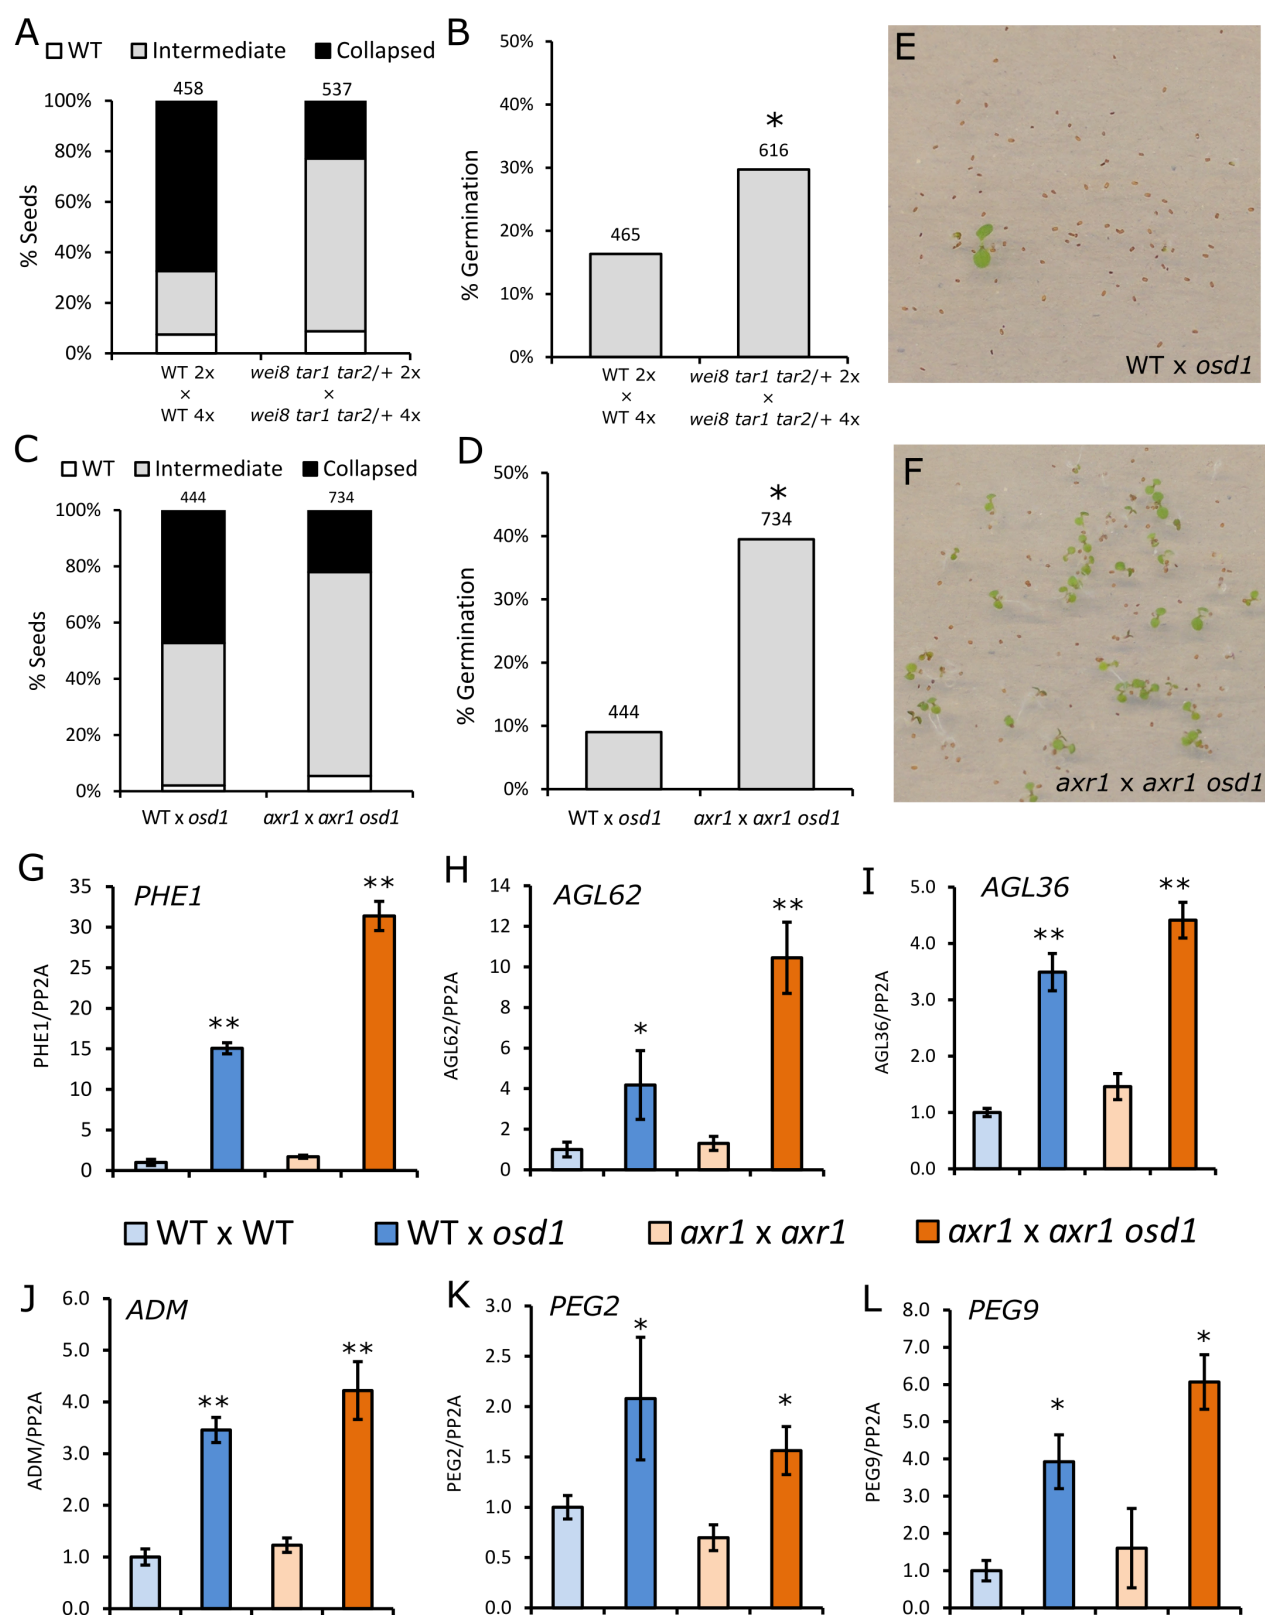 A
WT Intermediate Collapsed
458 537
100%
80%
60%
40%
20%
0%
% Seeds
WT 2x
×
WT 4x
wei8 tar1 tar2/+ 2x
×
wei8 tar1 tar2/+ 4x
B
50%
40%
30%
20%
10%
0%
% Germination
465
*
616
WT 2x
×
WT 4x
wei8 tar1 tar2/+ 2x
×
wei8 tar1 tar2/+ 4x
E
WT x osd1
C
WT Intermediate Collapsed
444 734
100%
80%
60%
40%
20%
0%
% Seeds
WT x osd1 axr1 x axr1 osd1
D
50%
40%
30%
20%
10%
0%
% Germination
444
*
734
WT x osd1 axr1 x axr1 osd1
F
axr1 x axr1 osd1
G
PHE1
35
30
25
20
15
10
5
0
PHE1/PP2A
**
**
H
AGL62
14
12
10
8
6
4
2
0
AGL62/PP2A
*
**
I
AGL36
5.0
4.0
3.0
2.0
1.0
0.0
AGL36/PP2A
**
**
WT x WT WT x osd1 axr1 x axr1 axr1 x axr1 osd1
J
ADM
6.0
5.0
4.0
3.0
2.0
1.0
0.0
ADM/PP2A
**
**
K
PEG2
3.0
2.5
2.0
1.5
1.0
0.5
0.0
PEG2/PP2A
*
*
L
PEG9
8.0
7.0
6.0
5.0
4.0
3.0
2.0
1.0
0.0
PEG9/PP2A
*
*